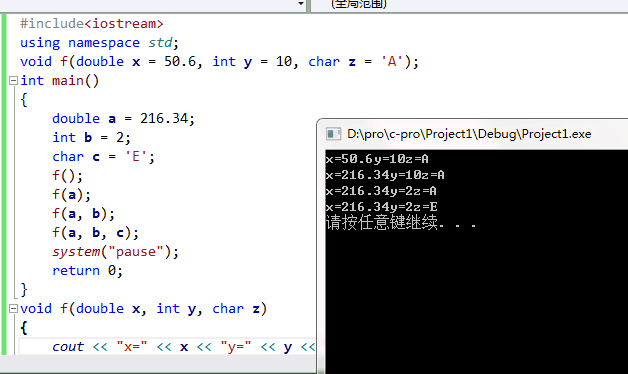 (全局范围)
#include<iostream>
using namespace std;
void f(double x = 50.6, int y = 10, char z = 'A');
int main()
{
double a = 216.34;
int b = 2;
char c = 'E';
f();
f(a);
f(a, b);
f(a, b, c);
system("pause");
return 0;
}
void f(double x, int y, char z)
{
cout << "x=" << x << "y=" << y <<
D:\pro\c-pro\Project1\Debug\Project1.exe
x=50.6y=10z=A
x=216.34y=10z=A
x=216.34y=2z=A
x=216.34y=2z=E
请按任意键继续. . .